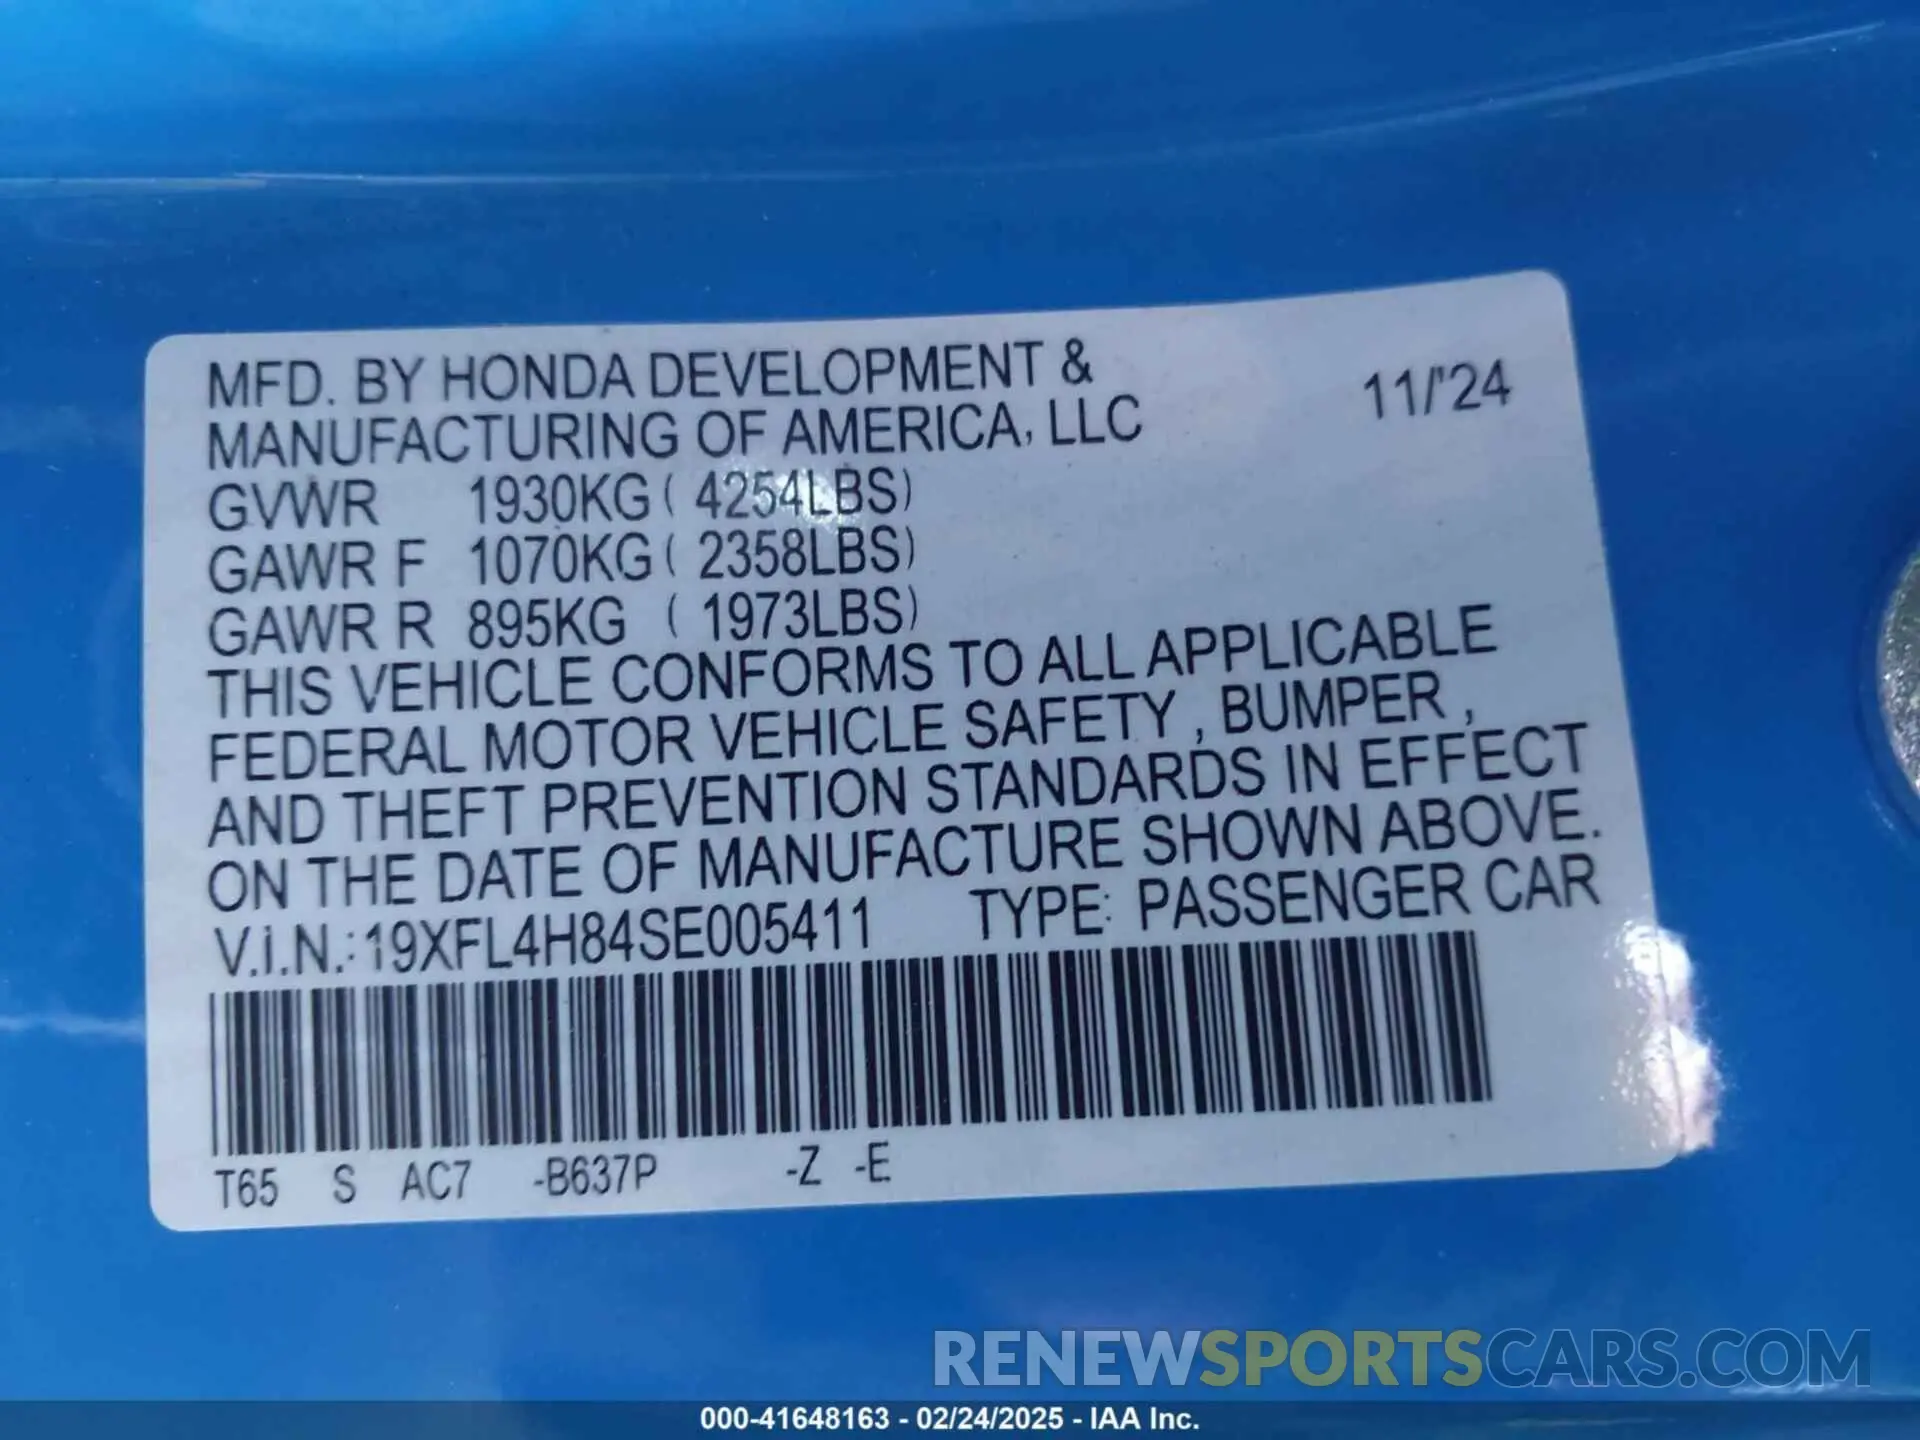 MFD. BY HONDA DEVELOPMENT &
MANUFACTURING OF AMERICA, LLC
11/'24
GVWR 1930KG ( 4254LBS)
GAWR F 1070KG ( 2358LBS)
GAWR R 895KG ( 1973LBS)
THIS VEHICLE CONFORMS TO ALL APPLICABLE
FEDERAL MOTOR VEHICLE SAFETY , BUMPER ,
AND THEFT PREVENTION STANDARDS IN EFFECT
ON THE DATE OF MANUFACTURE SHOWN ABOVE.
V.I.N.:19XFL4H84SE005411 TYPE: PASSENGER CAR
T65 S AC7 -B637P -Z -E
RENEWSPORTSCARS.COM
000-41648163 - 02/24/2025 - IAA Inc.